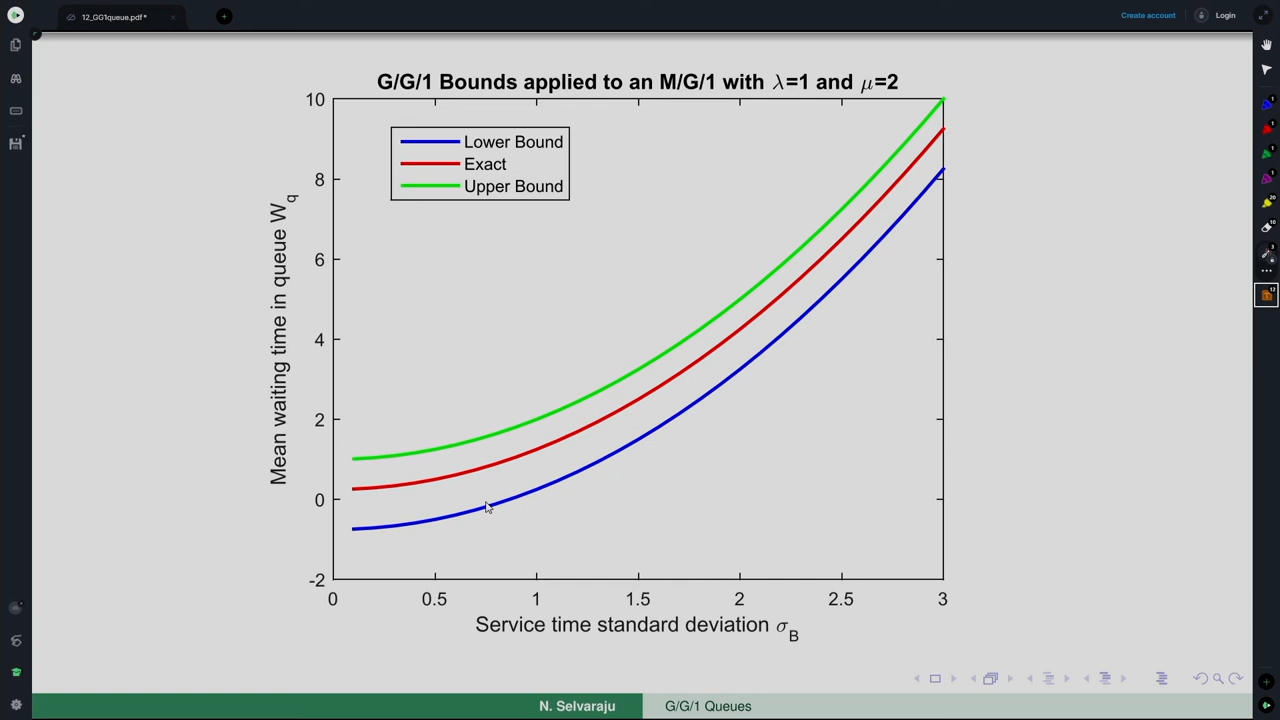 12_GG1queue.pdf*
Create account
Login
G/G/1 Bounds applied to an M/G/1 with λ=1 and μ=2
Lower Bound
Exact
Upper Bound
10
8
6
4
2
0
-2
Mean waiting time in queue Wq
0 0.5 1 1.5 2 2.5 3
Service time standard deviation σB
N. Selvaraju G/G/1 Queues